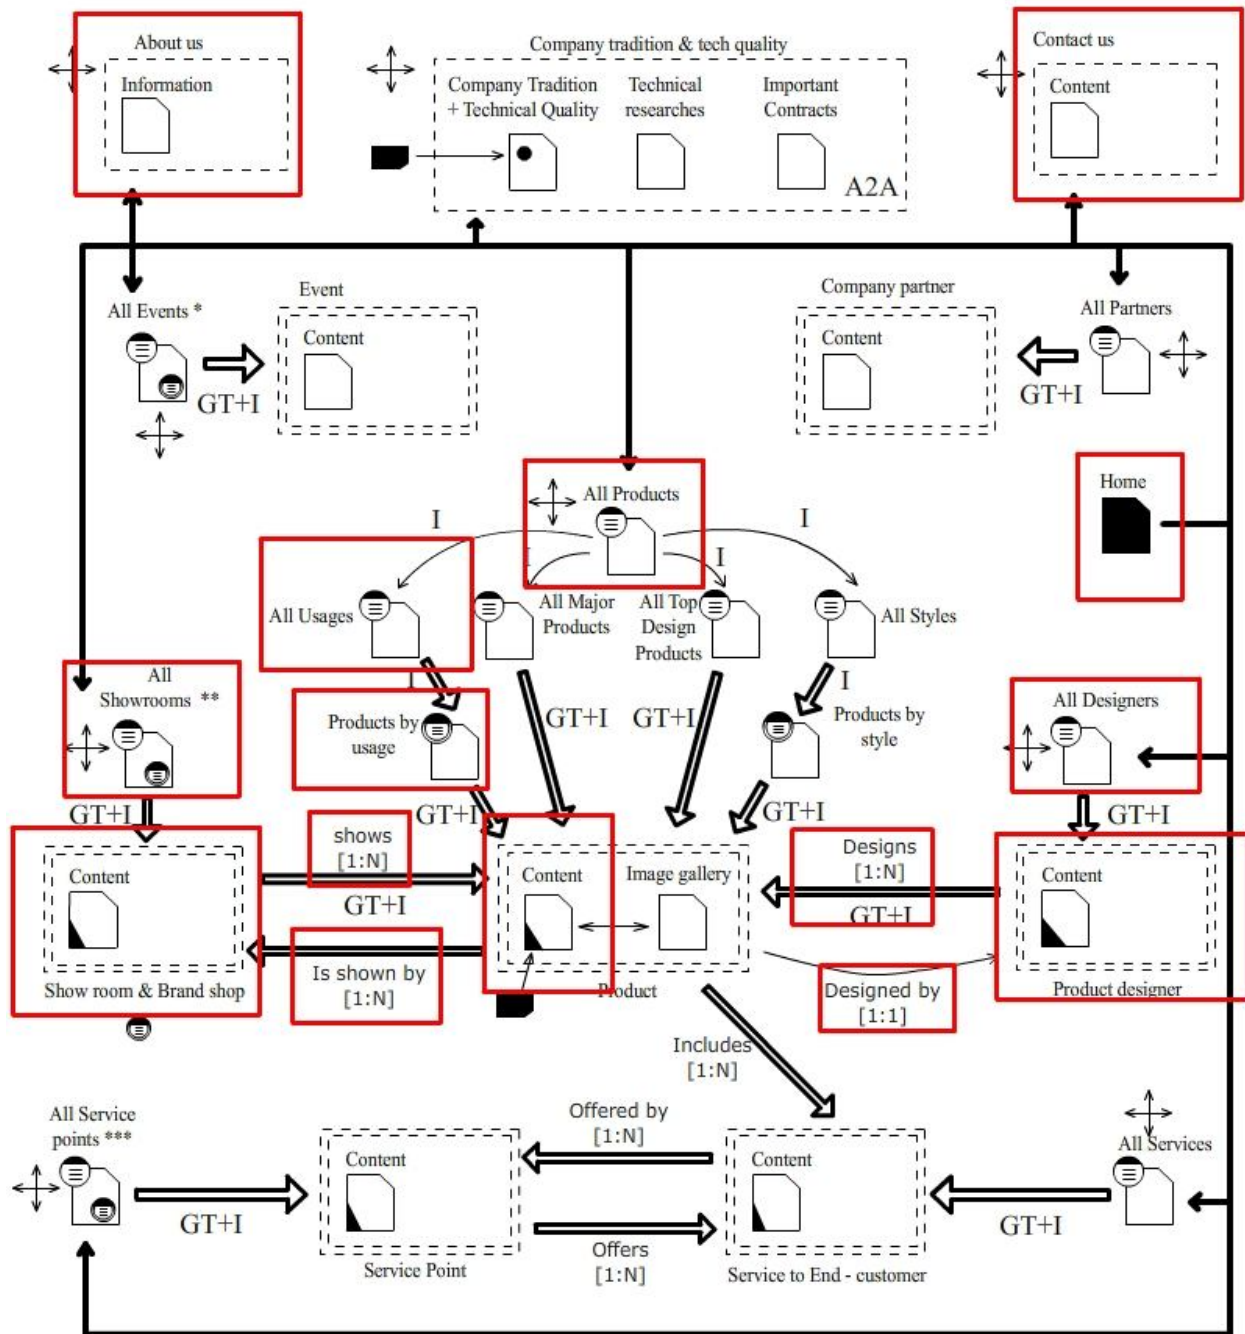 About us
Information
Company tradition & tech quality
Company Tradition
+ Technical Quality
Technical
researches
Important
Contracts
A2A
Contact us
Content
All Events *
GT+I
Event
Content
Company partner
Content
All Partners
GT+I
Home
All Products
I
I
I
I
All Usages
All Major
Products
All Top
Design
Products
All Styles
I
I
All
Showrooms **
Products by
usage
GT+I
GT+I
Products by
style
All Designers
GT+I
GT+I
GT+I
GT+I
shows
[1:N]
GT+I
Content
Show room & Brand shop
Is shown by
[1:N]
Content
Image gallery
Product
Designs
[1:N]
GT+I
Designed by
[1:1]
Content
Product designer
Includes
[1:N]
All Service
points ***
GT+I
Content
Service Point
Offered by
[1:N]
Offers
[1:N]
Content
Service to End - customer
All Services
GT+I